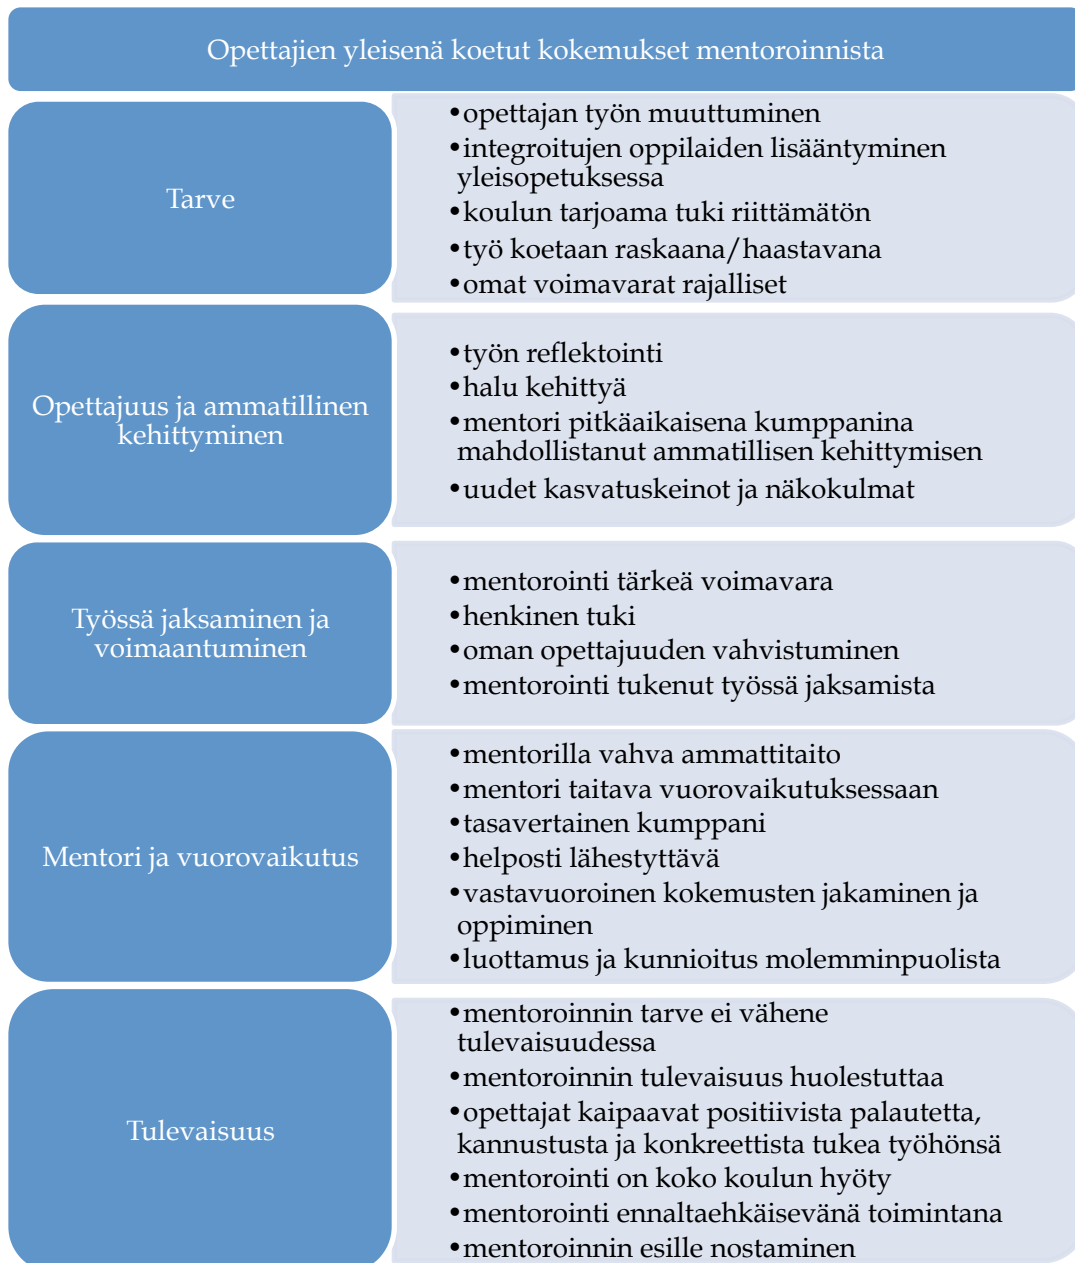 Opettajien yleisenä koetut kokemukset mentoroinnista
Tarve
•opettajan työn muuttuminen
•integroitujen oppilaiden lisääntyminen
yleisopetuksessa
•koulun tarjoama tuki riittämätön
•työ koetaan raskaana/haastavana
•omat voimavarat rajalliset
Opettajuus ja ammatillinen
kehittyminen
•työn reflektointi
•halu kehittyä
•mentori pitkäaikaisena kumppanina
mahdollistanut ammatillisen kehittymisen
•uudet kasvatuskeinot ja näkokulmat
Työssä jaksaminen ja
voimaantuminen
•mentorointi tärkeä voimavara
•henkinen tuki
•oman opettajuuden vahvistuminen
•mentorointi tukenut työssä jaksamista
Mentori ja vuorovaikutus
•mentorilla vahva ammattitaito
•mentori taitava vuorovaikutuksessaan
•tasavertainen kumppani
•helposti lähestyttävä
•vastavuoroinen kokemusten jakaminen ja
oppiminen
•luottamus ja kunnioitus molemminpuolista
Tulevaisuus
•mentoroinnin tarve ei vähene
tulevaisuudessa
•mentoroinnin tulevaisuus huolestuttaa
•opettajat kaipaavat positiivista palautetta,
kannustusta ja konkreettista tukea työhönsä
•mentorointi on koko koulun hyöty
•mentorointi ennaltaehkäisevänä toimintana
•mentoroinnin esille nostaminen